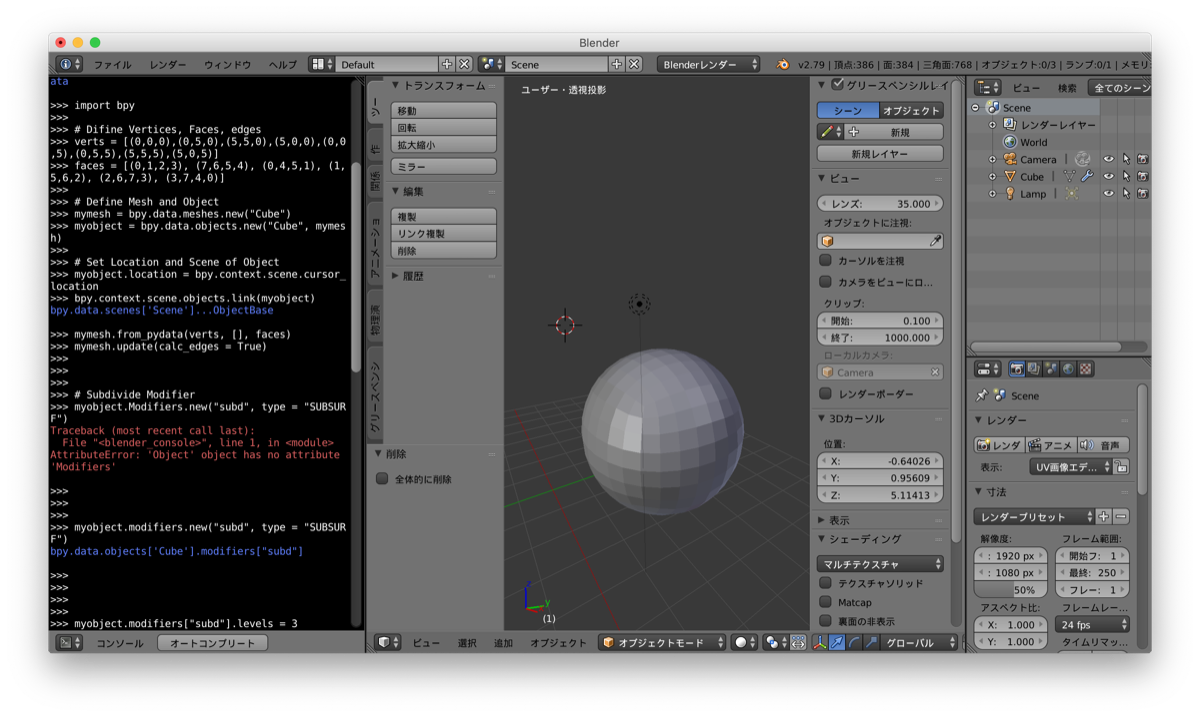 Blender
ファイル レンダー ウィンドウ ヘルプ Default Scene Blenderレンダー v2.79 | 頂点:386 | 面:384 | 三角面:768 | オブジェクト:0/3 | ランプ:0/1 | メモリ
ata
>>> import bpy
>>>
>>> # Difine Vertices, Faces, edges
>>> verts = [(0,0,0),(0,5,0),(5,5,0),(5,0,0),(0,0
,5),(0,5,5),(5,5,5),(5,0,5)]
>>> faces = [(0,1,2,3), (7,6,5,4), (0,4,5,1), (1,
5,6,2), (2,6,7,3), (3,7,4,0)]
>>>
>>> # Define Mesh and Object
>>> mymesh = bpy.data.meshes.new("Cube")
>>> myobject = bpy.data.objects.new("Cube", mymes
h)
>>>
>>> # Set Location and Scene of Object
>>> myobject.location = bpy.context.scene.cursor_
location
>>> bpy.context.scene.objects.link(myobject)
bpy.data.scenes['Scene']...ObjectBase
>>> mymesh.from_pydata(verts, [], faces)
>>> mymesh.update(calc_edges = True)
>>>
>>>
>>>
>>> # Subdivide Modifier
>>> myobject.Modifiers.new("subd", type = "SUBSUR
F")
Traceback (most recent call last):
File "<blender_console>", line 1, in <module>
AttributeError: 'Object' object has no attribute
'Modifiers'
>>>
>>>
>>>
>>> myobject.modifiers.new("subd", type = "SUBSUR
F")
bpy.data.objects['Cube'].modifiers["subd"]
>>>
>>>
>>>
>>>
>>> myobject.modifiers["subd"].levels = 3
コンソール オートコンプリート
ツー
作
関係
アニメーショ
物理演
グリースペンシ
トランスフォーム
移動
回転
拡大縮小
ミラー
編集
複製
リンク複製
削除
履歴
削除
全体的に削除
ユーザー・透視投影
z
y
(1)
ビュー 選択 追加 オブジェクト オブジェクトモード グローバル
グリースペンシルレイ
シーン オブジェクト
新規
新規レイヤー
ビュー
レンズ: 35.000
オブジェクトに注視:
カーソルを注視
カメラをビューにロ...
クリップ:
開始: 0.100
終了: 1000.000
ローカルカメラ:
Camera
レンダーボーダー
3Dカーソル
位置:
X: -0.64026
Y: 0.95609
Z: 5.11413
表示
シェーディング
マルチテクスチャ
テクスチャソリッド
Matcap
裏面の非表示
ビュー 検索 全てのシーン
Scene
レンダーレイヤー
World
Camera
Cube
Lamp
Scene
レンダー
レンダ アニメ 音声
表示: UV画像エデ...
寸法
レンダープリセット
解像度: フレーム範囲:
: 1920 px 開始フ: 1
: 1080 px 最終: 250
50% フレー: 1
アスペクト比: フレームレー...
X: 1.000 24 fps
Y: 1.000 タイムリマッ...